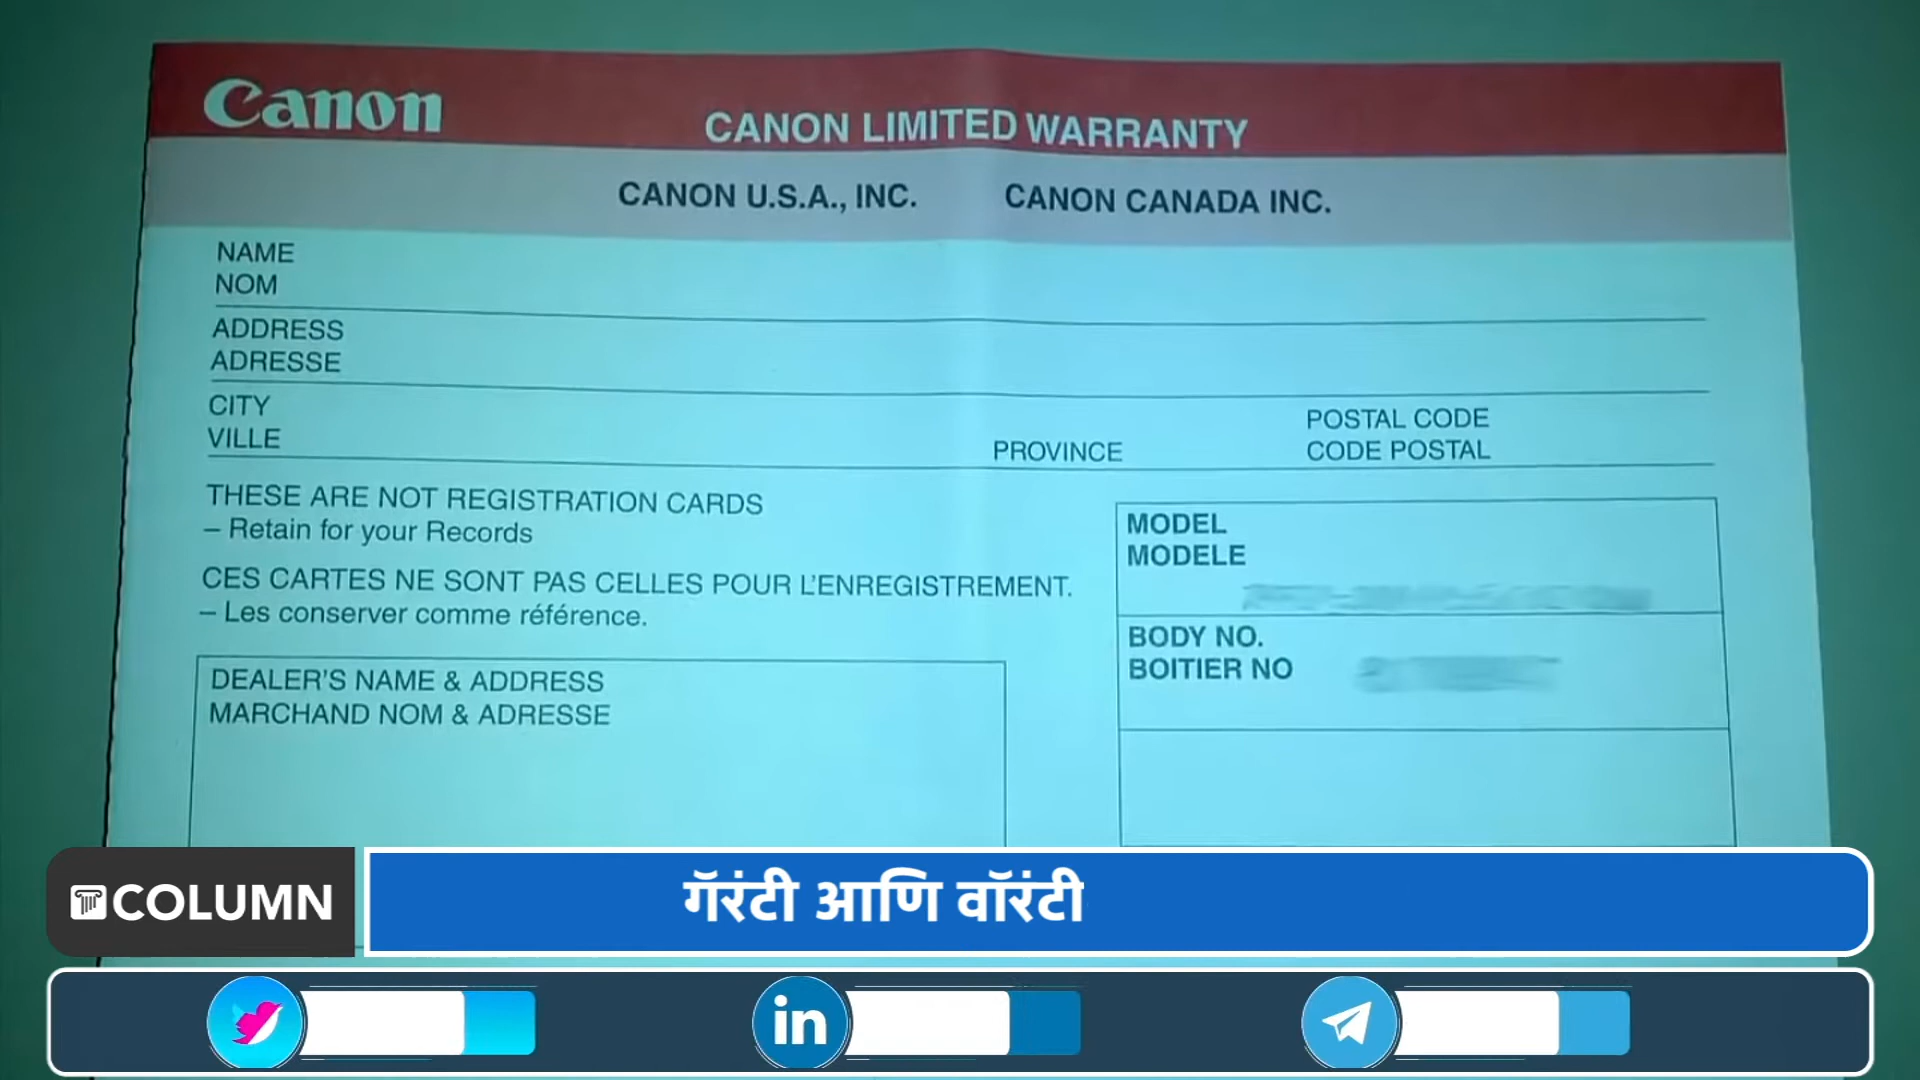 Canon
CANON LIMITED WARRANTY
CANON U.S.A., INC. CANON CANADA INC.
NAME
NOM
ADDRESS
ADRESSE
CITY
VILLE
PROVINCE
POSTAL CODE
CODE POSTAL
THESE ARE NOT REGISTRATION CARDS
– Retain for your Records
CES CARTES NE SONT PAS CELLES POUR L'ENREGISTREMENT.
– Les conserver comme référence.
MODEL
MODELE
BODY NO.
BOITIER NO
DEALER'S NAME & ADDRESS
MARCHAND NOM & ADRESSE
COLUMN
गॅरंटी आणि वॉरंटी
in